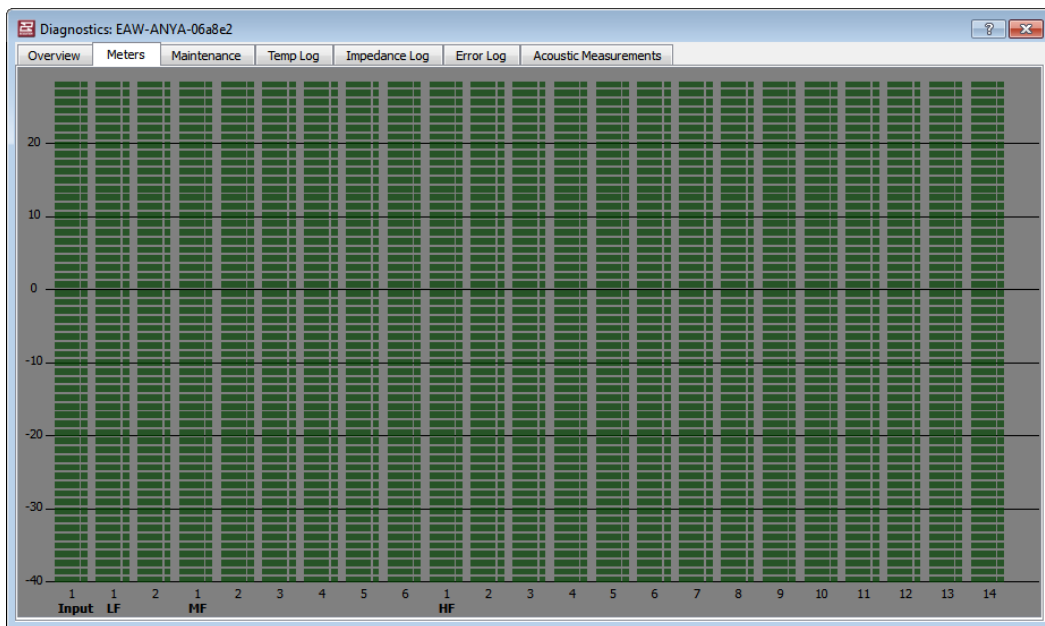 Diagnostics: EAW-ANYA-06a8e2
?
Overview Meters Maintenance Temp Log Impedance Log Error Log Acoustic Measurements
20
10
0
-10
-20
-30
-40
1 1 2 1 2 3 4 5 6 1 2 3 4 5 6 7 8 9 10 11 12 13 14
Input LF MF HF